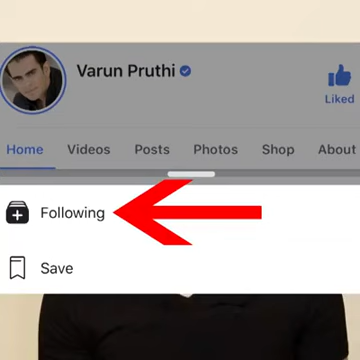 Varun Pruthi
Liked
Home Videos Posts Photos Shop About
Following
Save